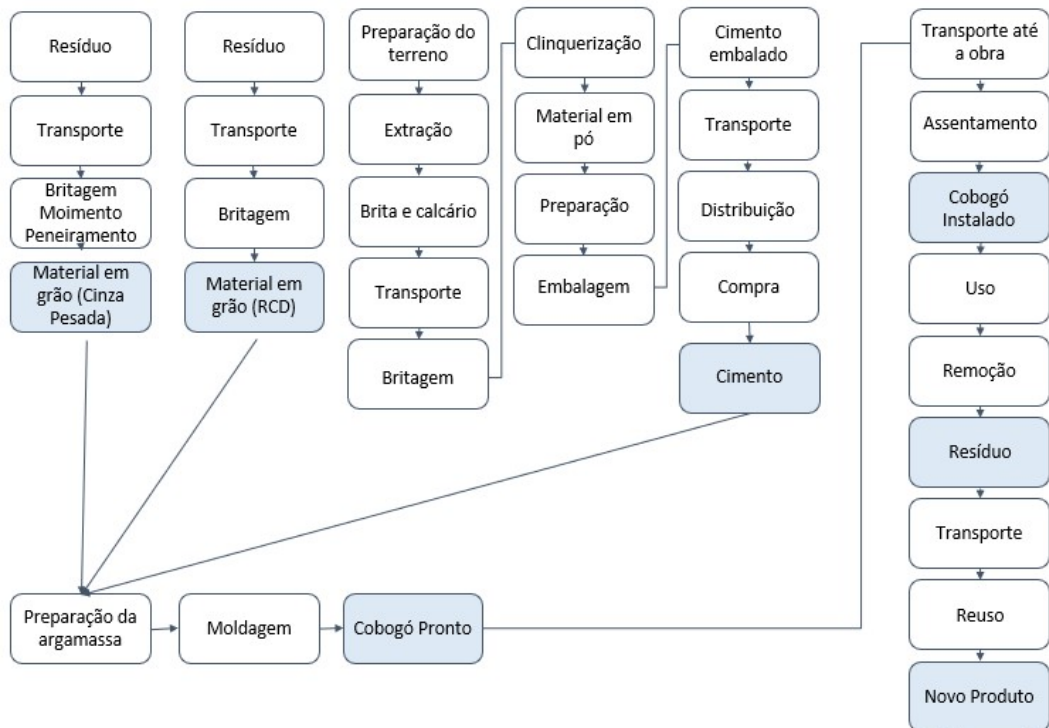 Resíduo
Transporte
Britagem
Moimento
Peneiramento
Material em
grão (Cinza
Pesada)
Resíduo
Transporte
Britagem
Material em
grão (RCD)
Preparação do
terreno
Extração
Brita e calcário
Transporte
Britagem
Clinquerização
Material em
pó
Preparação
Embalagem
Cimento
embalado
Transporte
Distribuição
Compra
Cimento
Preparação da
argamassa
Moldagem
Cobogó Pronto
Transporte até
a obra
Assentamento
Cobogó
Instalado
Uso
Remoção
Resíduo
Transporte
Reuso
Novo Produto